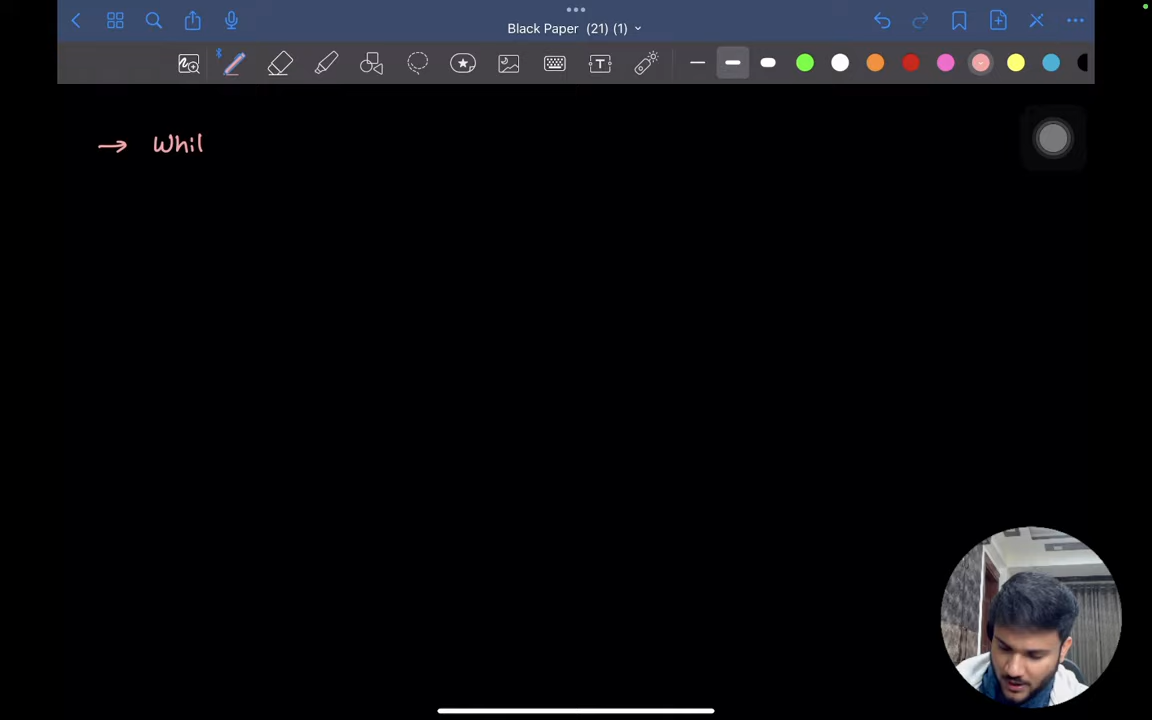 Black Paper (21) (1)
→ Whil